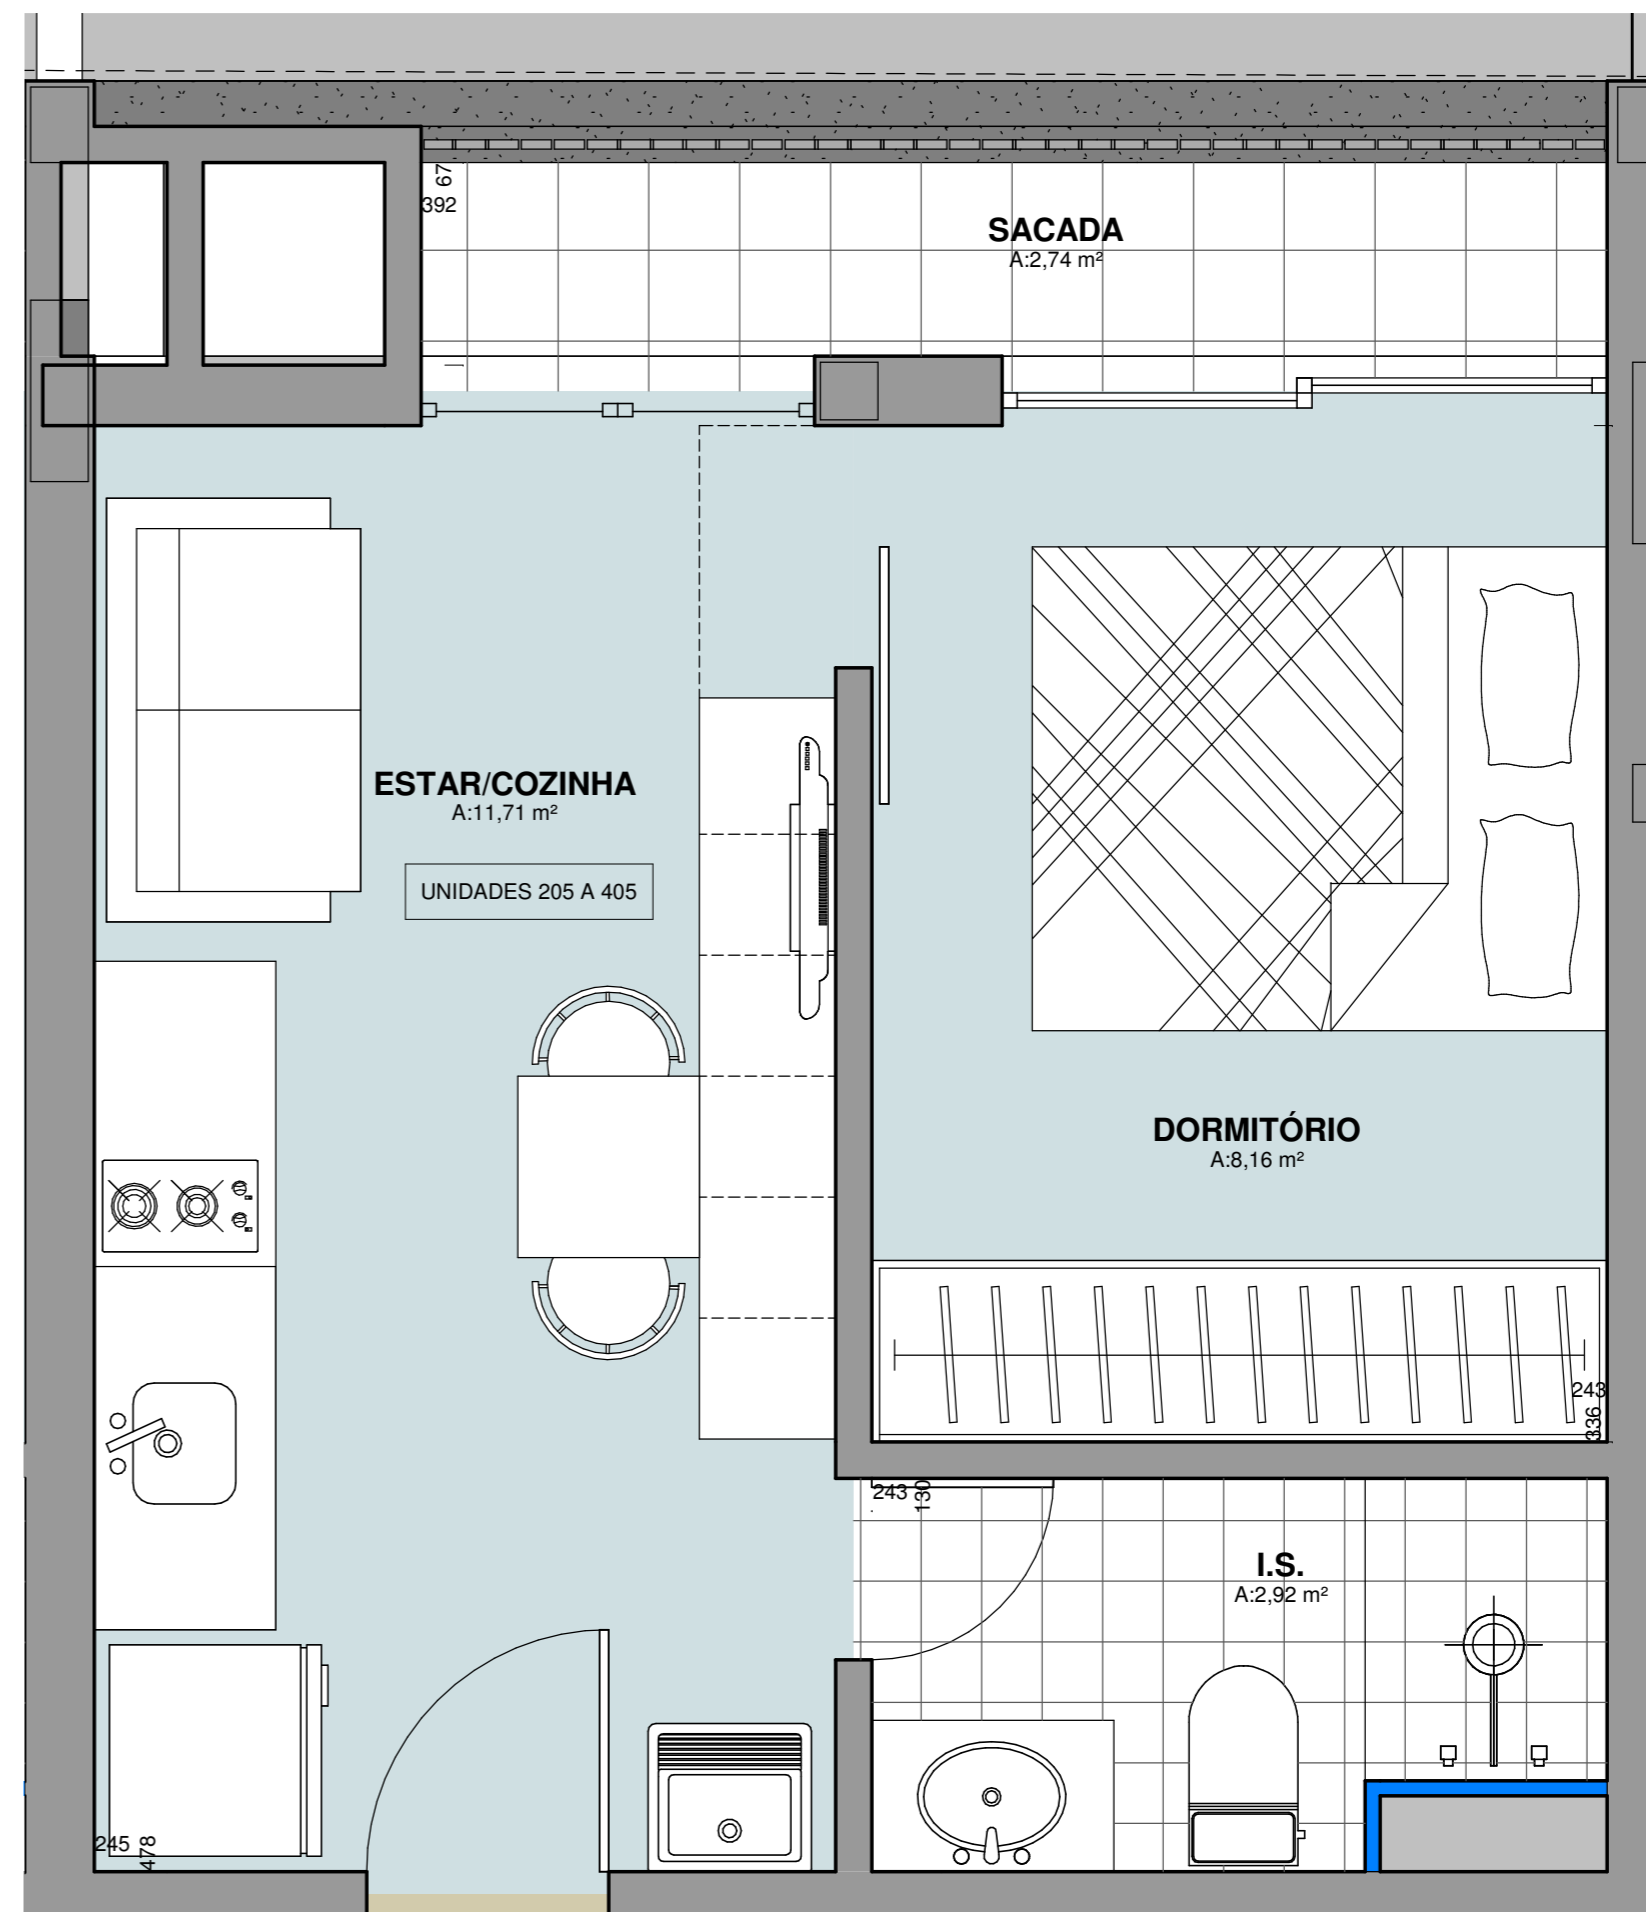 67
392
SACADA
A:2,74 m²
ESTAR/COZINHA
A:11,71 m²
UNIDADES 205 A 405
DORMITÓRIO
A:8,16 m²
243
336
243
130
I.S.
A:2,92 m²
245
478